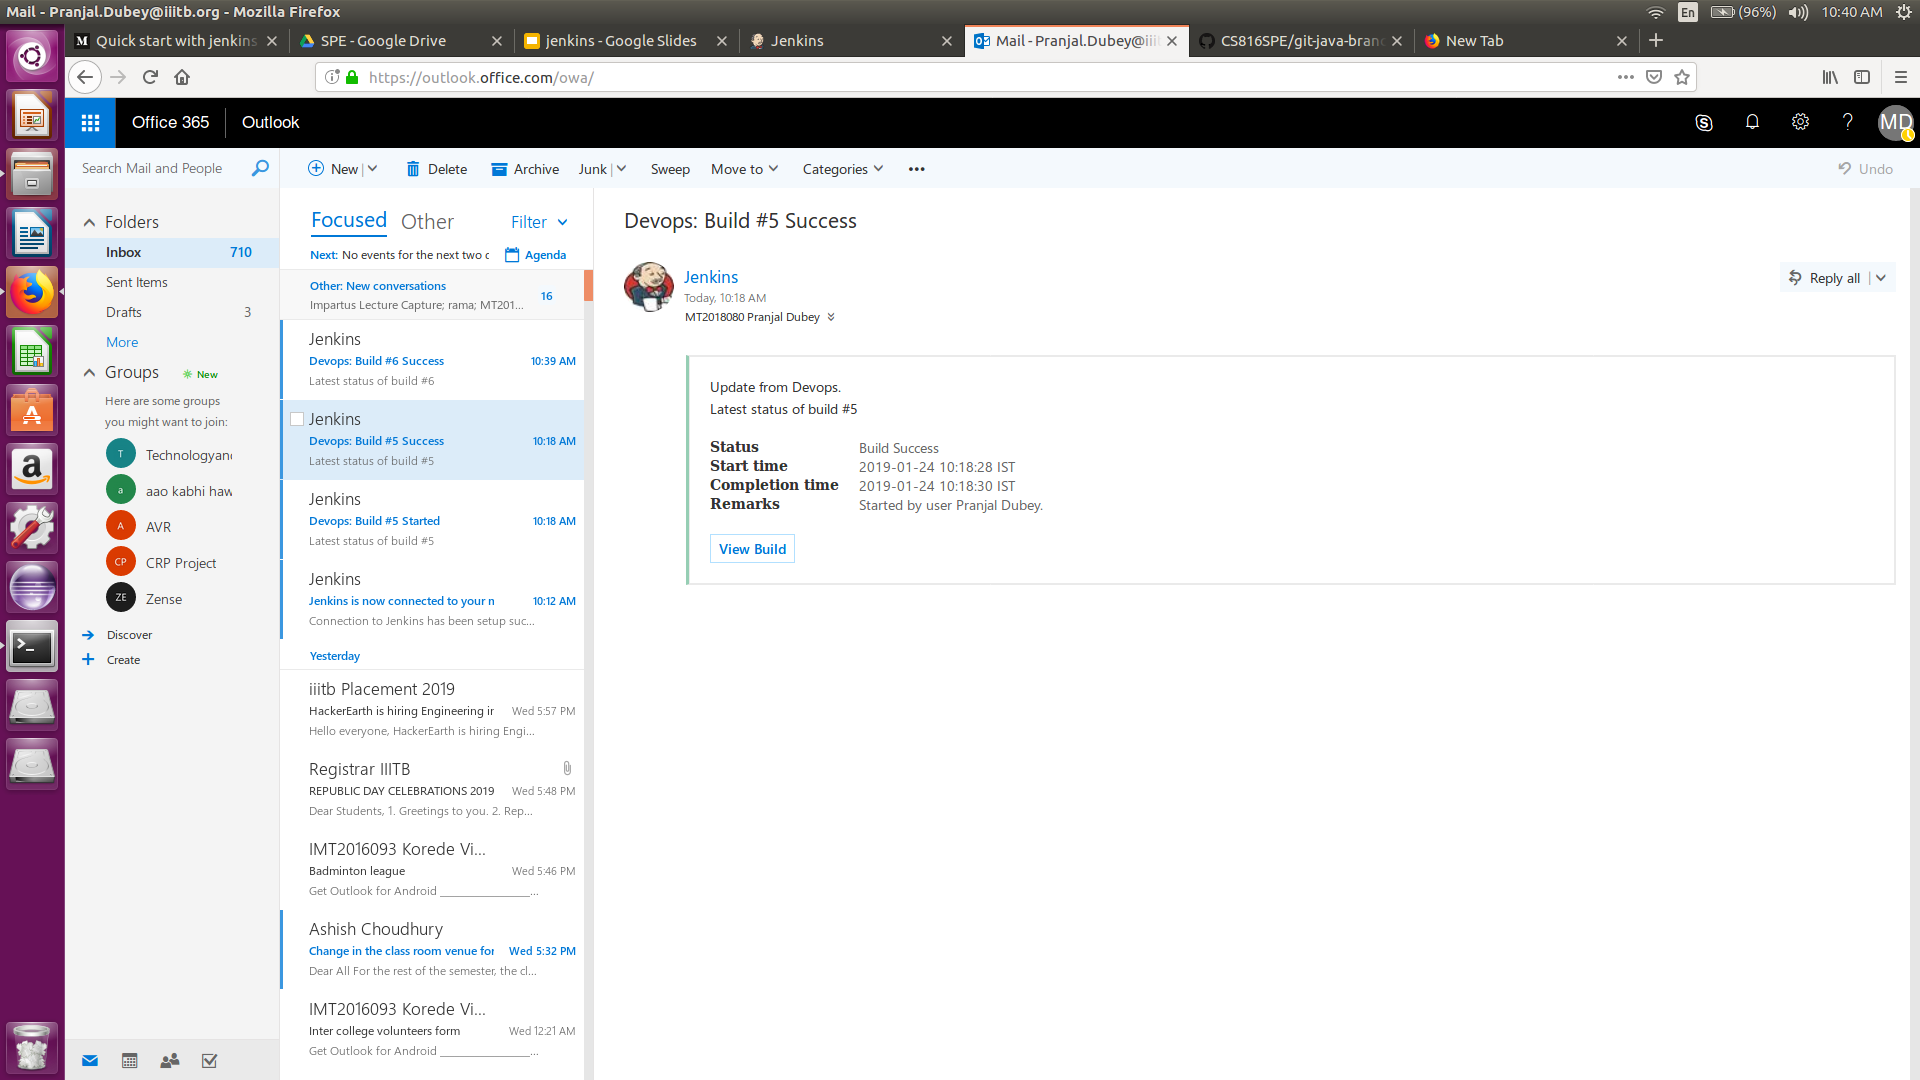 Mail - Pranjal.Dubey@iiitb.org - Mozilla Firefox
En (96%) 10:40 AM
Quick start with jenkins
SPE - Google Drive
jenkins - Google Slides
Jenkins
Mail - Pranjal.Dubey@iiit
CS816SPE/git-java-branc
New Tab
https://outlook.office.com/owa/
Office 365
Outlook
MD
Search Mail and People
New
Delete
Archive
Junk
Sweep
Move to
Categories
Undo
Folders
Inbox 710
Sent Items
Drafts 3
More
Groups New
Here are some groups
you might want to join:
T Technologyand
a aao kabhi haw
A AVR
CP CRP Project
ZE Zense
Discover
Create
Focused Other Filter
Next: No events for the next two c Agenda
Other: New conversations
Impartus Lecture Capture; rama; MT201... 16
Jenkins
Devops: Build #6 Success 10:39 AM
Latest status of build #6
Jenkins
Devops: Build #5 Success 10:18 AM
Latest status of build #5
Jenkins
Devops: Build #5 Started 10:18 AM
Latest status of build #5
Jenkins
Jenkins is now connected to your n 10:12 AM
Connection to Jenkins has been setup suc...
Yesterday
iiitb Placement 2019
HackerEarth is hiring Engineering ir Wed 5:57 PM
Hello everyone, HackerEarth is hiring Engi...
Registrar IIITB
REPUBLIC DAY CELEBRATIONS 2019 Wed 5:48 PM
Dear Students, 1. Greetings to you. 2. Rep...
IMT2016093 Korede Vi...
Badminton league Wed 5:46 PM
Get Outlook for Android ________________...
Ashish Choudhury
Change in the class room venue for Wed 5:32 PM
Dear All For the rest of the semester, the cl...
IMT2016093 Korede Vi...
Inter college volunteers form Wed 12:21 AM
Get Outlook for Android ________________...
Devops: Build #5 Success
Jenkins
Today, 10:18 AM
MT2018080 Pranjal Dubey
Reply all
Update from Devops.
Latest status of build #5
Status Build Success
Start time 2019-01-24 10:18:28 IST
Completion time 2019-01-24 10:18:30 IST
Remarks Started by user Pranjal Dubey.
View Build